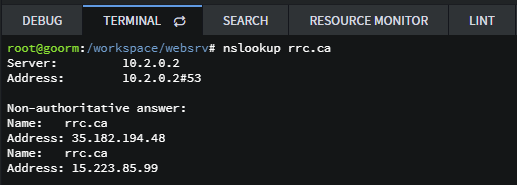 DEBUG TERMINAL SEARCH RESOURCE MONITOR LINT
root@goorm:/workspace/websrv# nslookup rrc.ca
Server: 10.2.0.2
Address: 10.2.0.2#53
Non-authoritative answer:
Name: rrc.ca
Address: 35.182.194.48
Name: rrc.ca
Address: 15.223.85.99